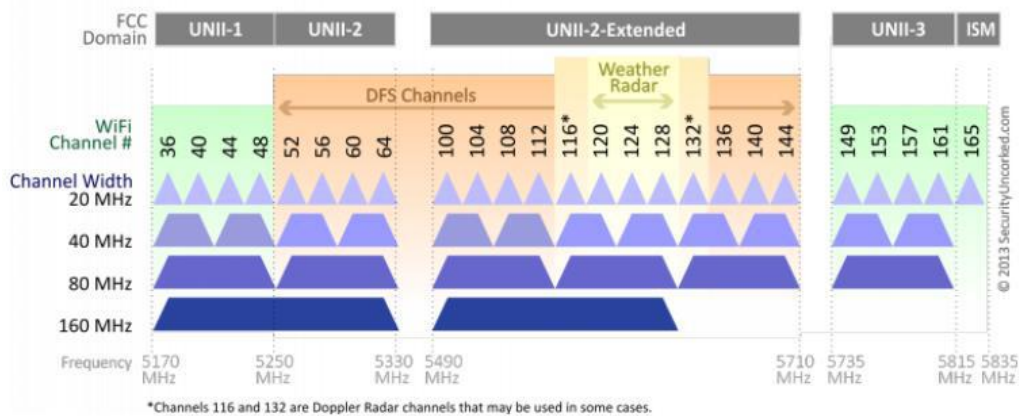 FCC Domain UNII-1 UNII-2 UNII-2-Extended UNII-3 ISM
Weather Radar
DFS Channels
WiFi Channel # 36 40 44 48 52 56 60 64 100 104 108 112 116* 120 124 128 132* 136 140 144 149 153 157 161 165
Channel Width
20 MHz
40 MHz
80 MHz
160 MHz
Frequency 5170 MHz 5250 MHz 5330 MHz 5490 MHz 5710 MHz 5735 MHz 5815 MHz 5835 MHz
*Channels 116 and 132 are Doppler Radar channels that may be used in some cases.
© 2013 SecurityUncorked.com